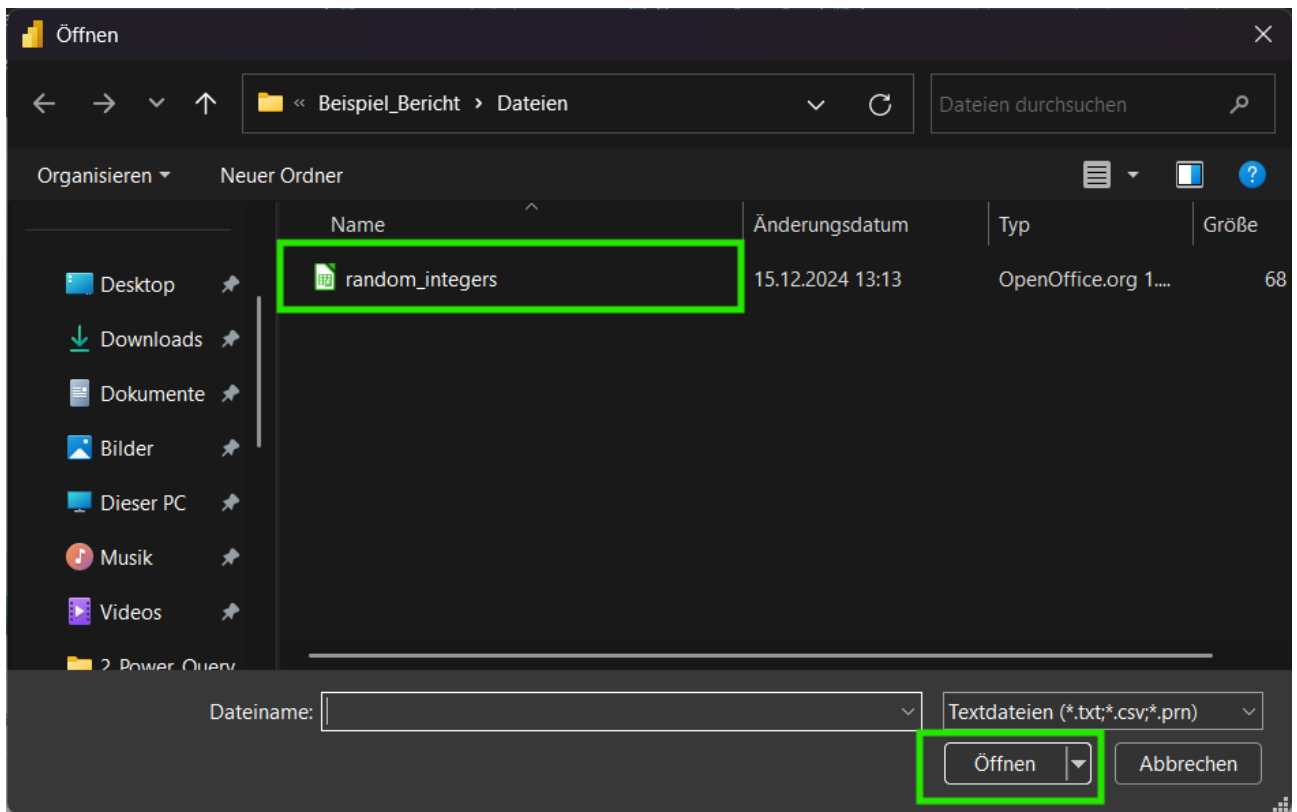 Öffnen
« Beispiel_Bericht › Dateien
Dateien durchsuchen
Organisieren Neuer Ordner
Name Änderungsdatum Typ Größe
random_integers 15.12.2024 13:13 OpenOffice.org 1.... 68
Desktop
Downloads
Dokumente
Bilder
Dieser PC
Musik
Videos
2_Power_Query
Dateiname: Textdateien (*.txt;*.csv;*.prn)
Öffnen Abbrechen